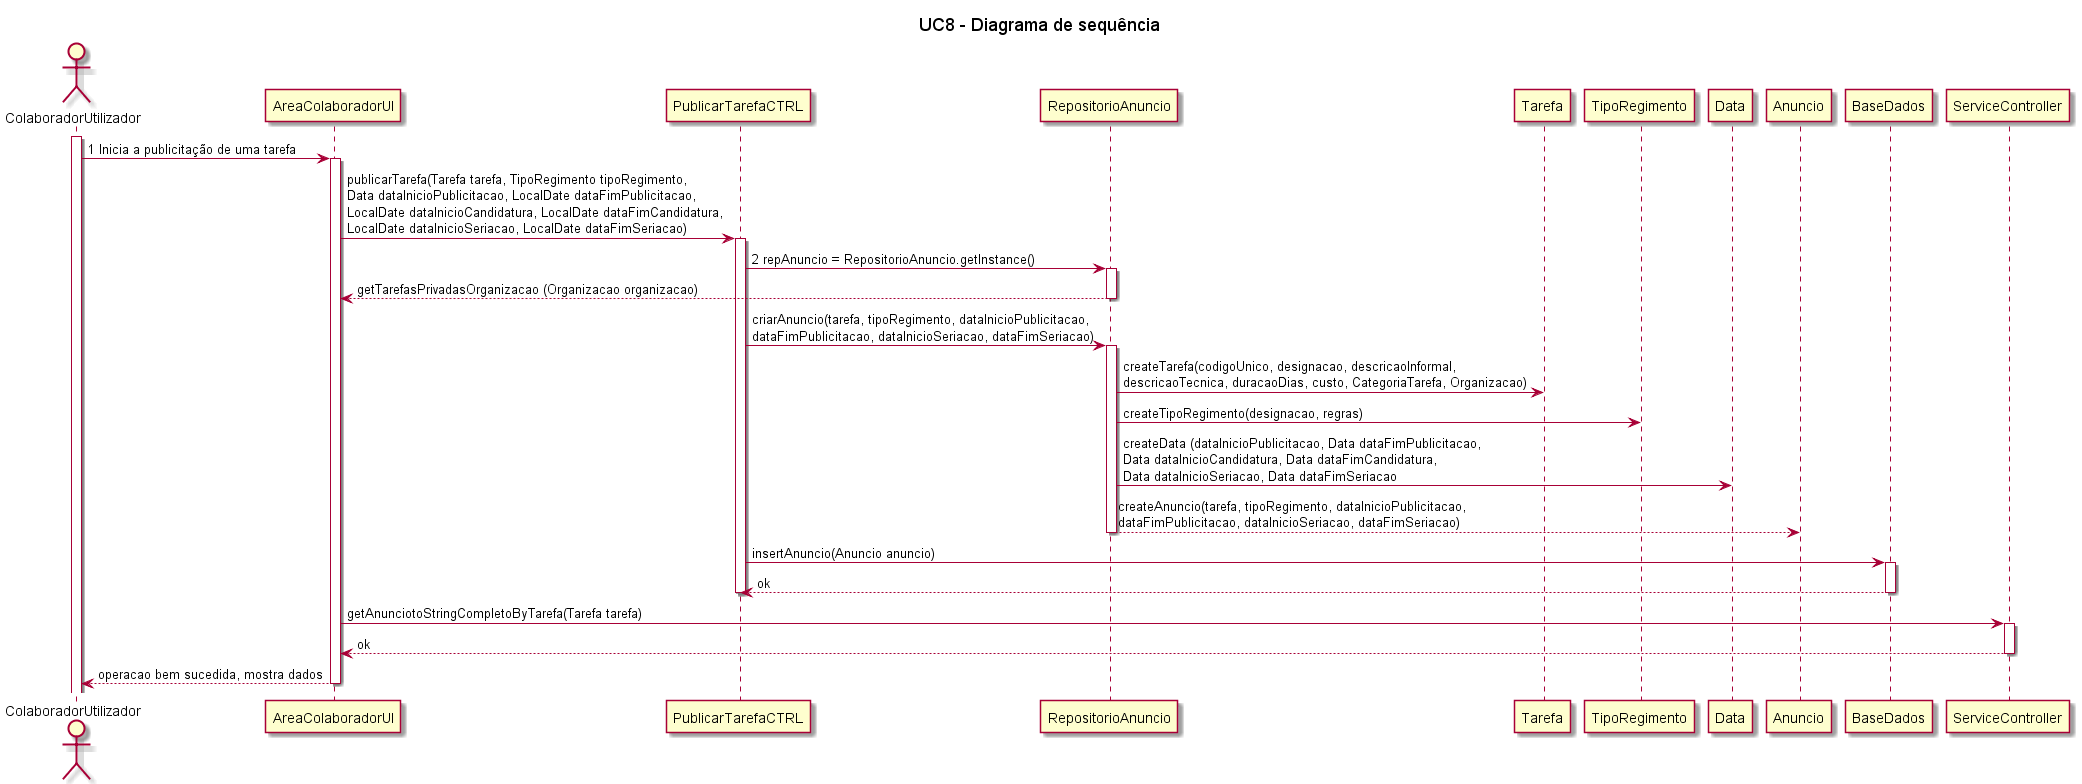 UC8 - Diagrama de sequência
ColaboradorUtilizador
AreaColaboradorUI
PublicarTarefaCTRL
RepositorioAnuncio
Tarefa
TipoRegimento
Data
Anuncio
BaseDados
ServiceController
1 Inicia a publicitação de uma tarefa
publicarTarefa(Tarefa tarefa, TipoRegimento tipoRegimento,
Data dataInicioPublicitacao, LocalDate dataFimPublicitacao,
LocalDate dataInicioCandidatura, LocalDate dataFimCandidatura,
LocalDate dataInicioSeriacao, LocalDate dataFimSeriacao)
2 repAnuncio = RepositorioAnuncio.getInstance()
getTarefasPrivadasOrganizacao (Organizacao organizacao)
criarAnuncio(tarefa, tipoRegimento, dataInicioPublicitacao,
dataFimPublicitacao, dataInicioSeriacao, dataFimSeriacao)
createTarefa(codigoUnico, designacao, descricaoInformal,
descricaoTecnica, duracaoDias, custo, CategoriaTarefa, Organizacao)
createTipoRegimento(designacao, regras)
createData (dataInicioPublicitacao, Data dataFimPublicitacao,
Data dataInicioCandidatura, Data dataFimCandidatura,
Data dataInicioSeriacao, Data dataFimSeriacao
createAnuncio(tarefa, tipoRegimento, dataInicioPublicitacao,
dataFimPublicitacao, dataInicioSeriacao, dataFimSeriacao)
insertAnuncio(Anuncio anuncio)
ok
getAnunciotoStringCompletoByTarefa(Tarefa tarefa)
ok
operacao bem sucedida, mostra dados
ColaboradorUtilizador
AreaColaboradorUI
PublicarTarefaCTRL
RepositorioAnuncio
Tarefa
TipoRegimento
Data
Anuncio
BaseDados
ServiceController